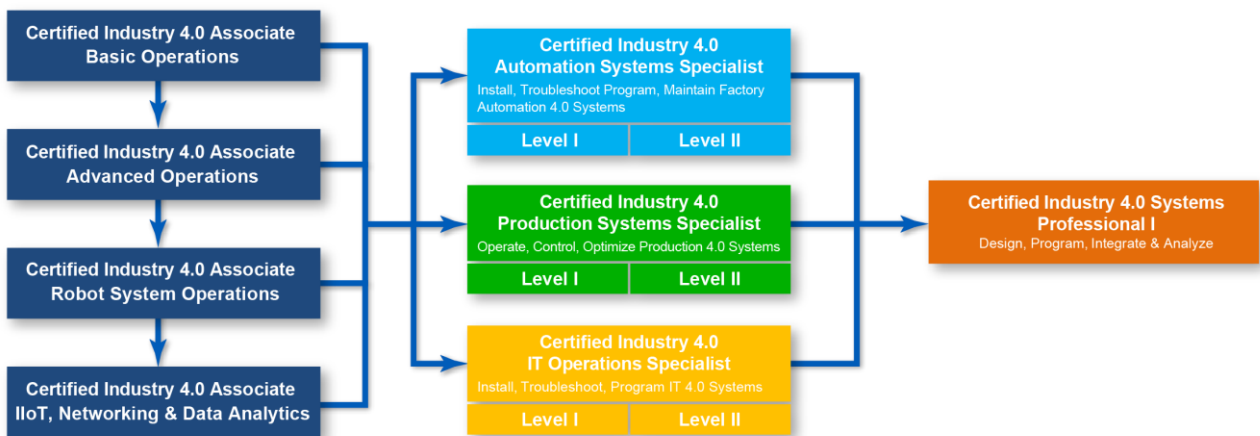 Certified Industry 4.0 Associate
Basic Operations
Certified Industry 4.0 Associate
Advanced Operations
Certified Industry 4.0 Associate
Robot System Operations
Certified Industry 4.0 Associate
IIoT, Networking & Data Analytics
Certified Industry 4.0
Automation Systems Specialist
Install, Troubleshoot Program, Maintain Factory
Automation 4.0 Systems
Level I
Level II
Certified Industry 4.0
Production Systems Specialist
Operate, Control, Optimize Production 4.0 Systems
Level I
Level II
Certified Industry 4.0
IT Operations Specialist
Install, Troubleshoot, Program IT 4.0 Systems
Level I
Level II
Certified Industry 4.0 Systems
Professional I
Design, Program, Integrate & Analyze